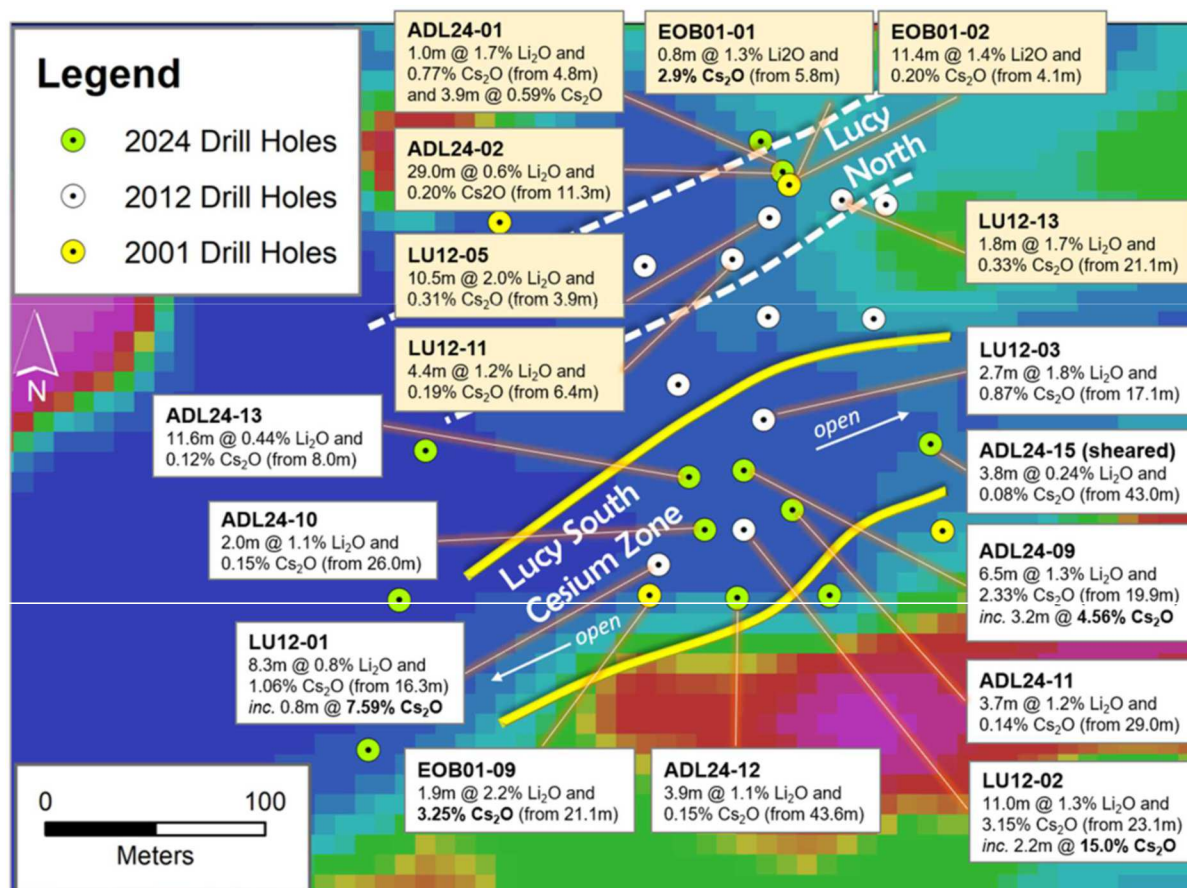 Legend
2024 Drill Holes
2012 Drill Holes
2001 Drill Holes
ADL24-01
1.0m @ 1.7% Li₂O and
0.77% Cs₂O (from 4.8m)
and 3.9m @ 0.59% Cs₂O
EOB01-01
0.8m @ 1.3% Li2O and
2.9% Cs₂O (from 5.8m)
EOB01-02
11.4m @ 1.4% Li2O and
0.20% Cs₂O (from 4.1m)
ADL24-02
29.0m @ 0.6% Li₂O and
0.20% Cs2O (from 11.3m)
Lucy
North
LU12-13
1.8m @ 1.7% Li₂O and
0.33% Cs₂O (from 21.1m)
LU12-05
10.5m @ 2.0% Li₂O and
0.31% Cs₂O (from 3.9m)
N
LU12-11
4.4m @ 1.2% Li₂O and
0.19% Cs₂O (from 6.4m)
LU12-03
2.7m @ 1.8% Li₂O and
0.87% Cs₂O (from 17.1m)
ADL24-13
11.6m @ 0.44% Li₂O and
0.12% Cs₂O (from 8.0m)
open
ADL24-15 (sheared)
3.8m @ 0.24% Li₂O and
0.08% Cs₂O (from 43.0m)
ADL24-10
2.0m @ 1.1% Li₂O and
0.15% Cs₂O (from 26.0m)
Lucy South
Cesium Zone
ADL24-09
6.5m @ 1.3% Li₂O and
2.33% Cs₂O (from 19.9m)
inc. 3.2m @ 4.56% Cs₂O
LU12-01
8.3m @ 0.8% Li₂O and
1.06% Cs₂O (from 16.3m)
inc. 0.8m @ 7.59% Cs₂O
open
ADL24-11
3.7m @ 1.2% Li₂O and
0.14% Cs₂O (from 29.0m)
EOB01-09
1.9m @ 2.2% Li₂O and
3.25% Cs₂O (from 21.1m)
ADL24-12
3.9m @ 1.1% Li₂O and
0.15% Cs₂O (from 43.6m)
LU12-02
11.0m @ 1.3% Li₂O and
3.15% Cs₂O (from 23.1m)
inc. 2.2m @ 15.0% Cs₂O
0 100
Meters